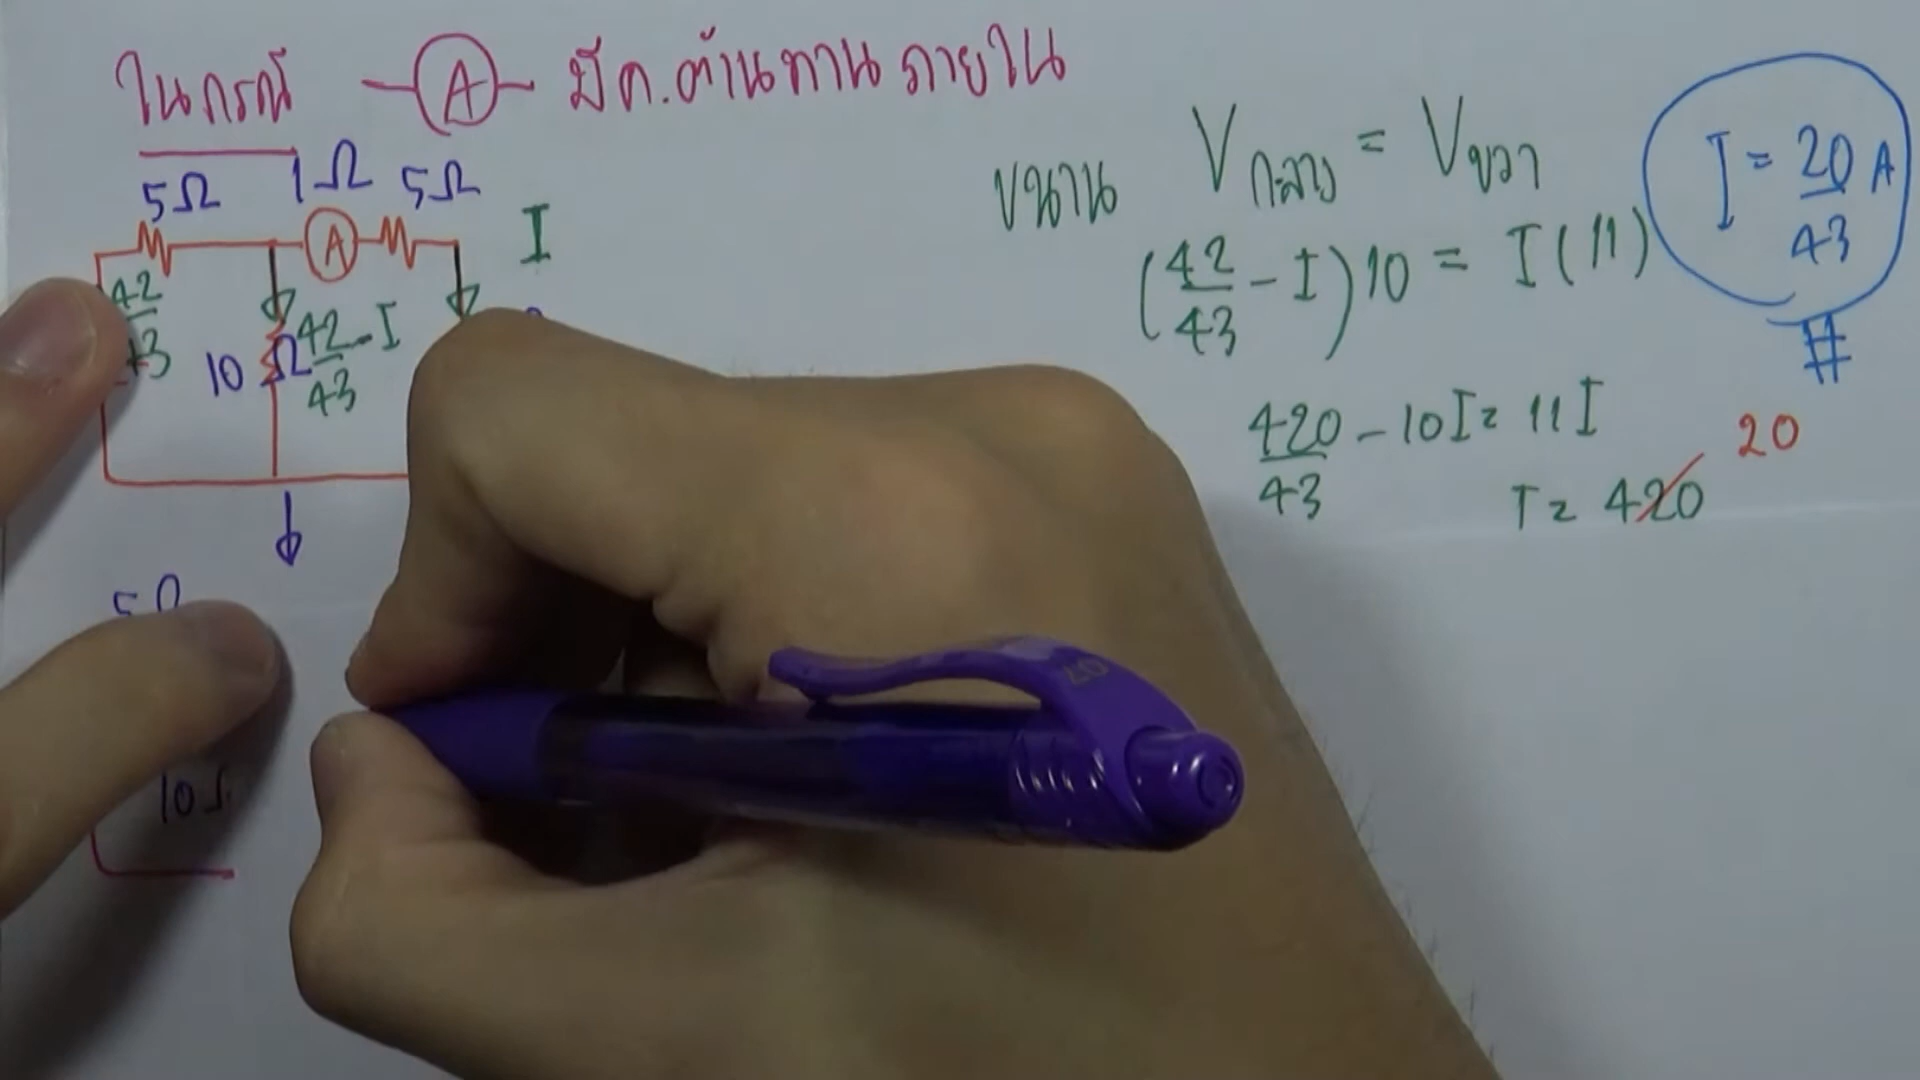 ในกรณี A มีค.ต้านทานภายใน
5Ω 1Ω 5Ω
A
I
42
43
10 Ω
42 - I
43
5Ω
10
ขนาน V กลาง = V ขวา
(42/43 - I)10 = I(11)
420/43 - 10I = 11I
I = 420 20
I = 20/43 A
#
07